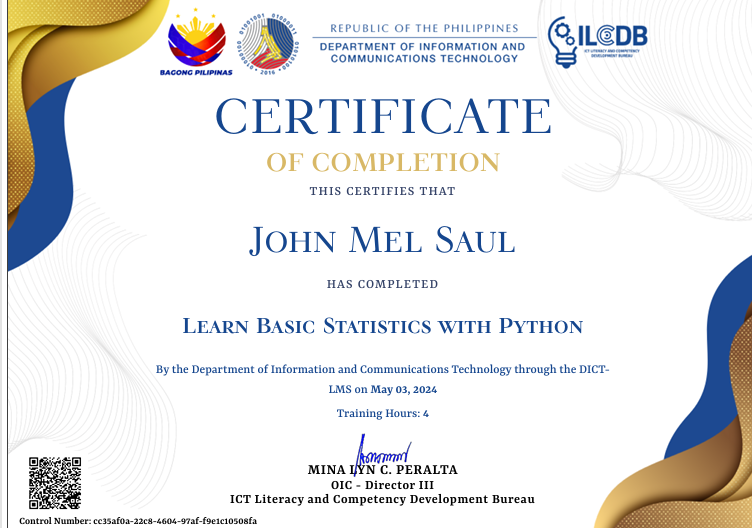 BAGONG PILIPINAS
01001001 01000011
2016
REPUBLIC OF THE PHILIPPINES
DEPARTMENT OF INFORMATION AND
COMMUNICATIONS TECHNOLOGY
ILCDB
ICT LITERACY AND COMPETENCY
DEVELOPMENT BUREAU
CERTIFICATE
OF COMPLETION
THIS CERTIFIES THAT
JOHN MEL SAUL
HAS COMPLETED
LEARN BASIC STATISTICS WITH PYTHON
By the Department of Information and Communications Technology through the DICT-
LMS on May 03, 2024
Training Hours: 4
MINA LYN C. PERALTA
OIC - Director III
ICT Literacy and Competency Development Bureau
Control Number: cc35af0a-22c8-4604-97af-f9e1c10508fa